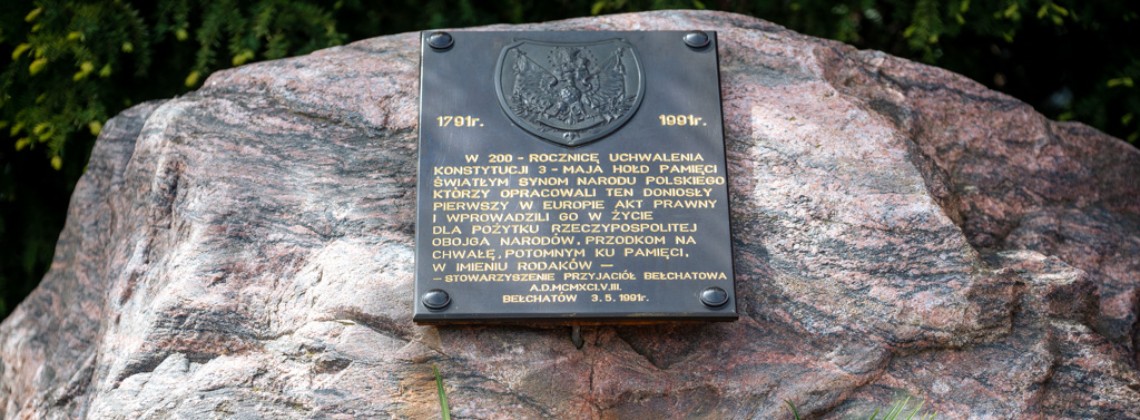 1791r. 1991r.
W 200 - ROCZNICĘ UCHWALENIA
KONSTYTUCJI 3 - MAJA HOŁD PAMIĘCI
ŚWIATŁYM SYNOM NARODU POLSKIEGO
KTÓRZY OPRACOWALI TEN DONIOSŁY
PIERWSZY W EUROPIE AKT PRAWNY
I WPROWADZILI GO W ŻYCIE
DLA POŻYTKU RZECZYPOSPOLITEJ
OBOJGA NARODÓW, PRZODKOM NA
CHWAŁĘ, POTOMNYM KU PAMIĘCI,
W IMIENIU RODAKÓW —
- STOWARZYSZENIE PRZYJACIÓŁ BEŁCHATOWA
A.D.MCMXCI.V.III.
BEŁCHATÓW 3.5.1991r.